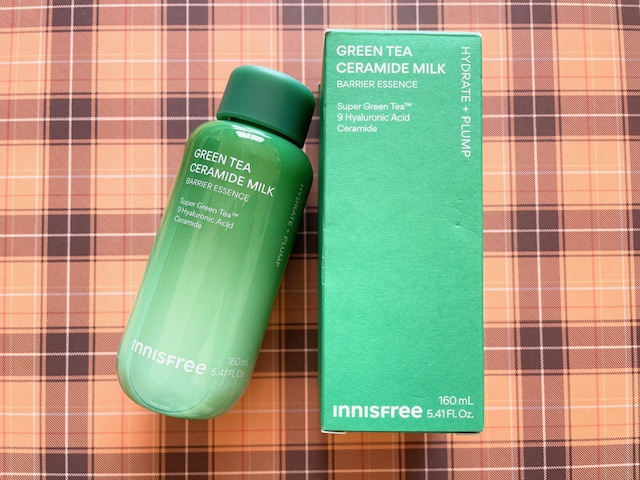 GREEN TEA
CERAMIDE MILK
BARRIER ESSENCE
Super Green Tea™
9 Hyaluronic Acid
Ceramide
HYDRATE + PLUMP
innisfree
160 mL
5.41 Fl. Oz.
GREEN TEA
CERAMIDE MILK
BARRIER ESSENCE
Super Green Tea™
9 Hyaluronic Acid
Ceramide
HYDRATE + PLUMP
160 mL
innisfree 5.41 Fl. Oz.